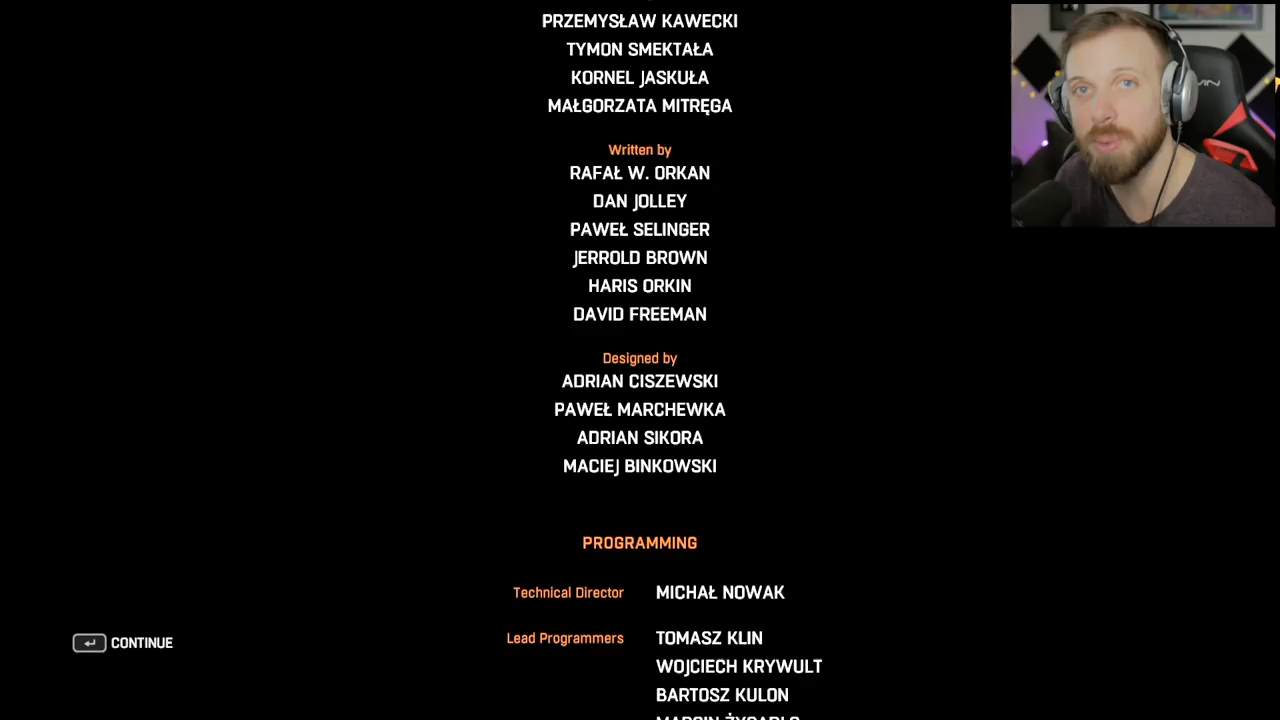 PRZEMYSŁAW KAWECKI
TYMON SMEKTAŁA
KORNEL JASKUŁA
MAŁGORZATA MITRĘGA
Written by
RAFAŁ W. ORKAN
DAN JOLLEY
PAWEŁ SELINGER
JERROLD BROWN
HARIS ORKIN
DAVID FREEMAN
Designed by
ADRIAN CISZEWSKI
PAWEŁ MARCHEWKA
ADRIAN SIKORA
MACIEJ BINKOWSKI
PROGRAMMING
Technical Director MICHAŁ NOWAK
Lead Programmers TOMASZ KLIN
WOJCIECH KRYWULT
BARTOSZ KULON
CONTINUE